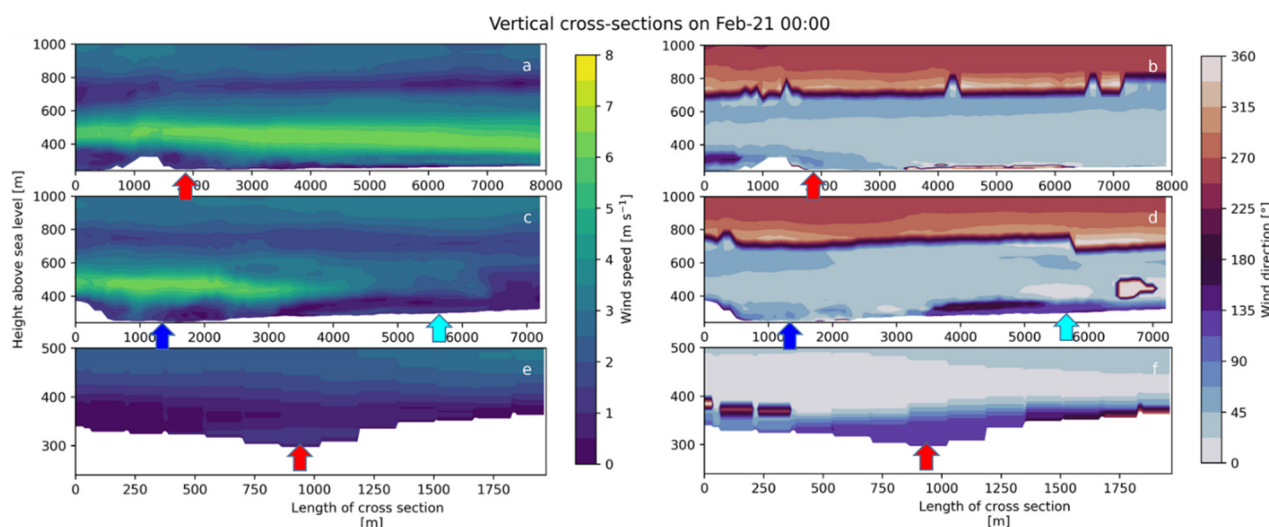 Vertical cross-sections on Feb-21 00:00
1000
800
600
400
a
0 1000 2000 3000 4000 5000 6000 7000 8000
1000
800
600
400
c
0 1000 2000 3000 4000 5000 6000 7000
500
400
300
e
0 250 500 750 1000 1250 1500 1750
Height above sea level [m]
Length of cross section
[m]
8
7
6
5
4
3
2
1
0
Wind speed [m s⁻¹]
1000
800
600
400
b
0 1000 2000 3000 4000 5000 6000 7000 8000
1000
800
600
400
d
0 1000 2000 3000 4000 5000 6000 7000
500
400
300
f
0 250 500 750 1000 1250 1500 1750
Length of cross section
[m]
360
315
270
225
180
135
90
45
0
Wind direction [°]